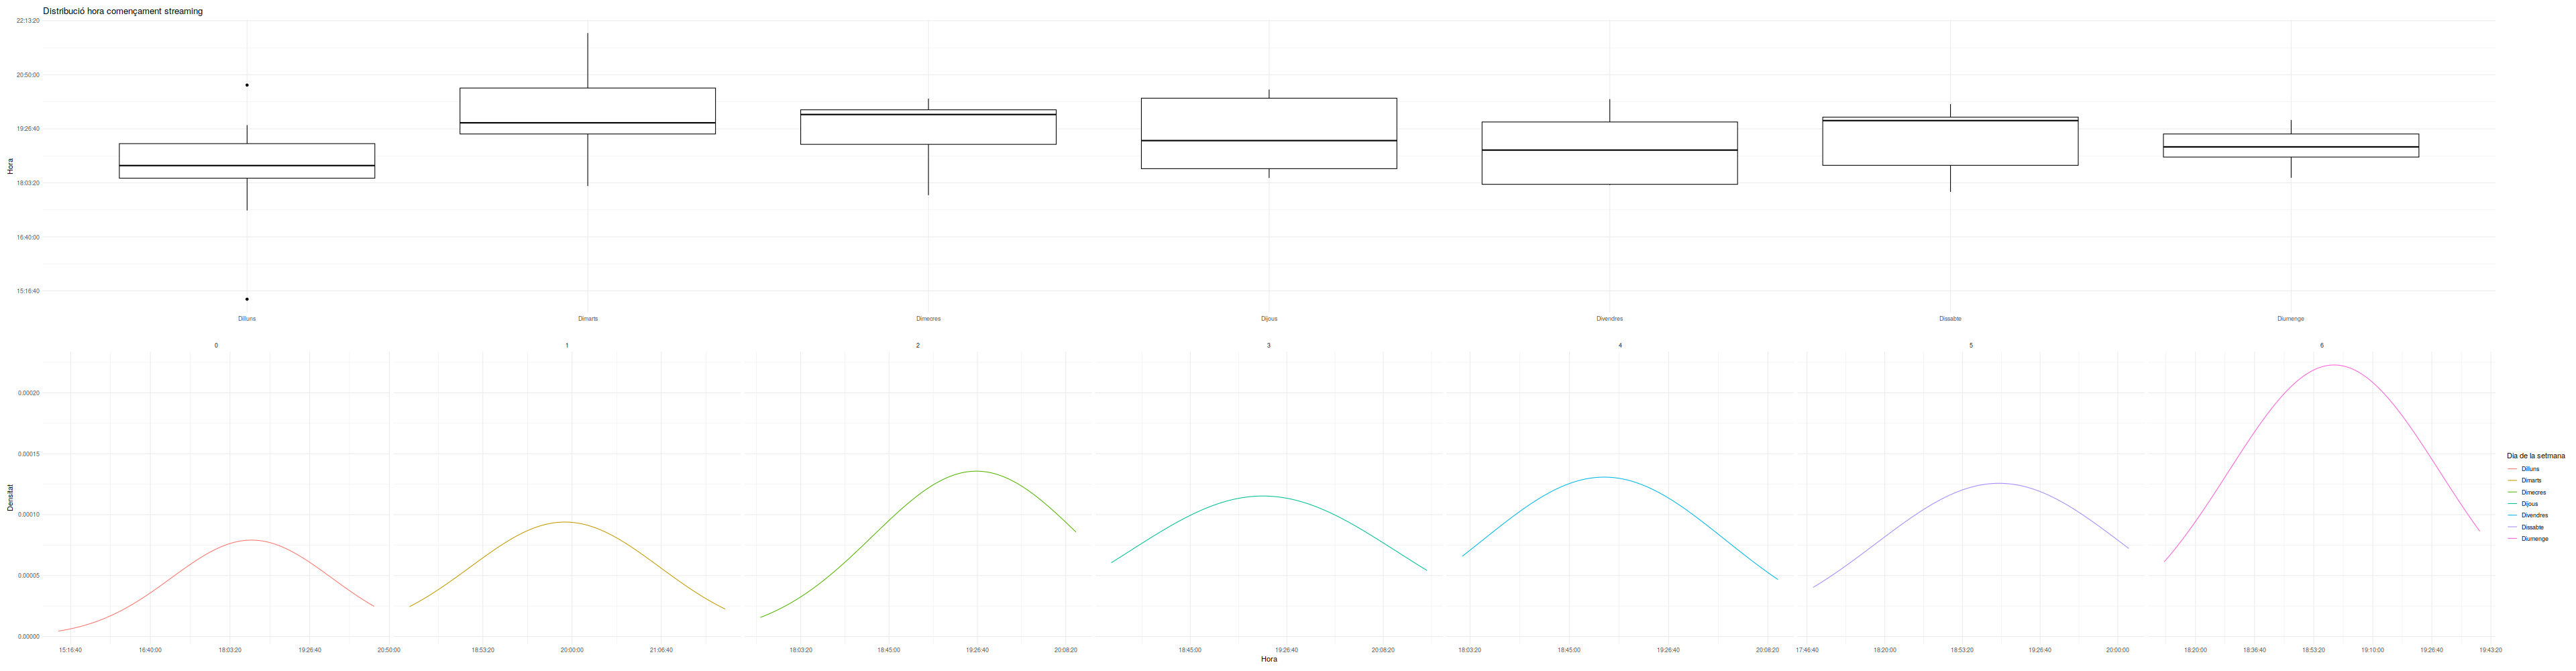 Distribució hora començament streaming
22:13:20
20:50:00
19:26:40
18:03:20
16:40:00
15:16:40
Hora
Dilluns Dimarts Dimecres Dijous Divendres Dissabte Diumenge
0 1 2 3 4 5 6
0.00020
0.00015
0.00010
0.00005
0.00000
Densitat
15:16:40 16:40:00 18:03:20 19:26:40 20:50:00 18:53:20 20:00:00 21:06:40 18:03:20 18:45:00 19:26:40 20:08:20 18:45:00 19:26:40 20:08:20 18:03:20 18:45:00 19:26:40 20:08:20 17:46:40 18:20:00 18:53:20 19:26:40 20:00:00 18:20:00 18:36:40 18:53:20 19:10:00 19:26:40 19:43:20
Hora
Dia de la setmana
Dilluns
Dimarts
Dimecres
Dijous
Divendres
Dissabte
Diumenge